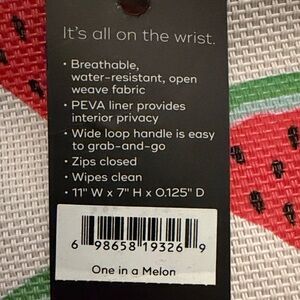 It's all on the wrist.
• Breathable,
water-resistant, open
weave fabric
• PEVA liner provides
interior privacy
• Wide loop handle is easy
to grab-and-go
• Zips closed
• Wipes clean
• 11" W x 7" H x 0.125" D
6 98658 19326 9
One in a Melon